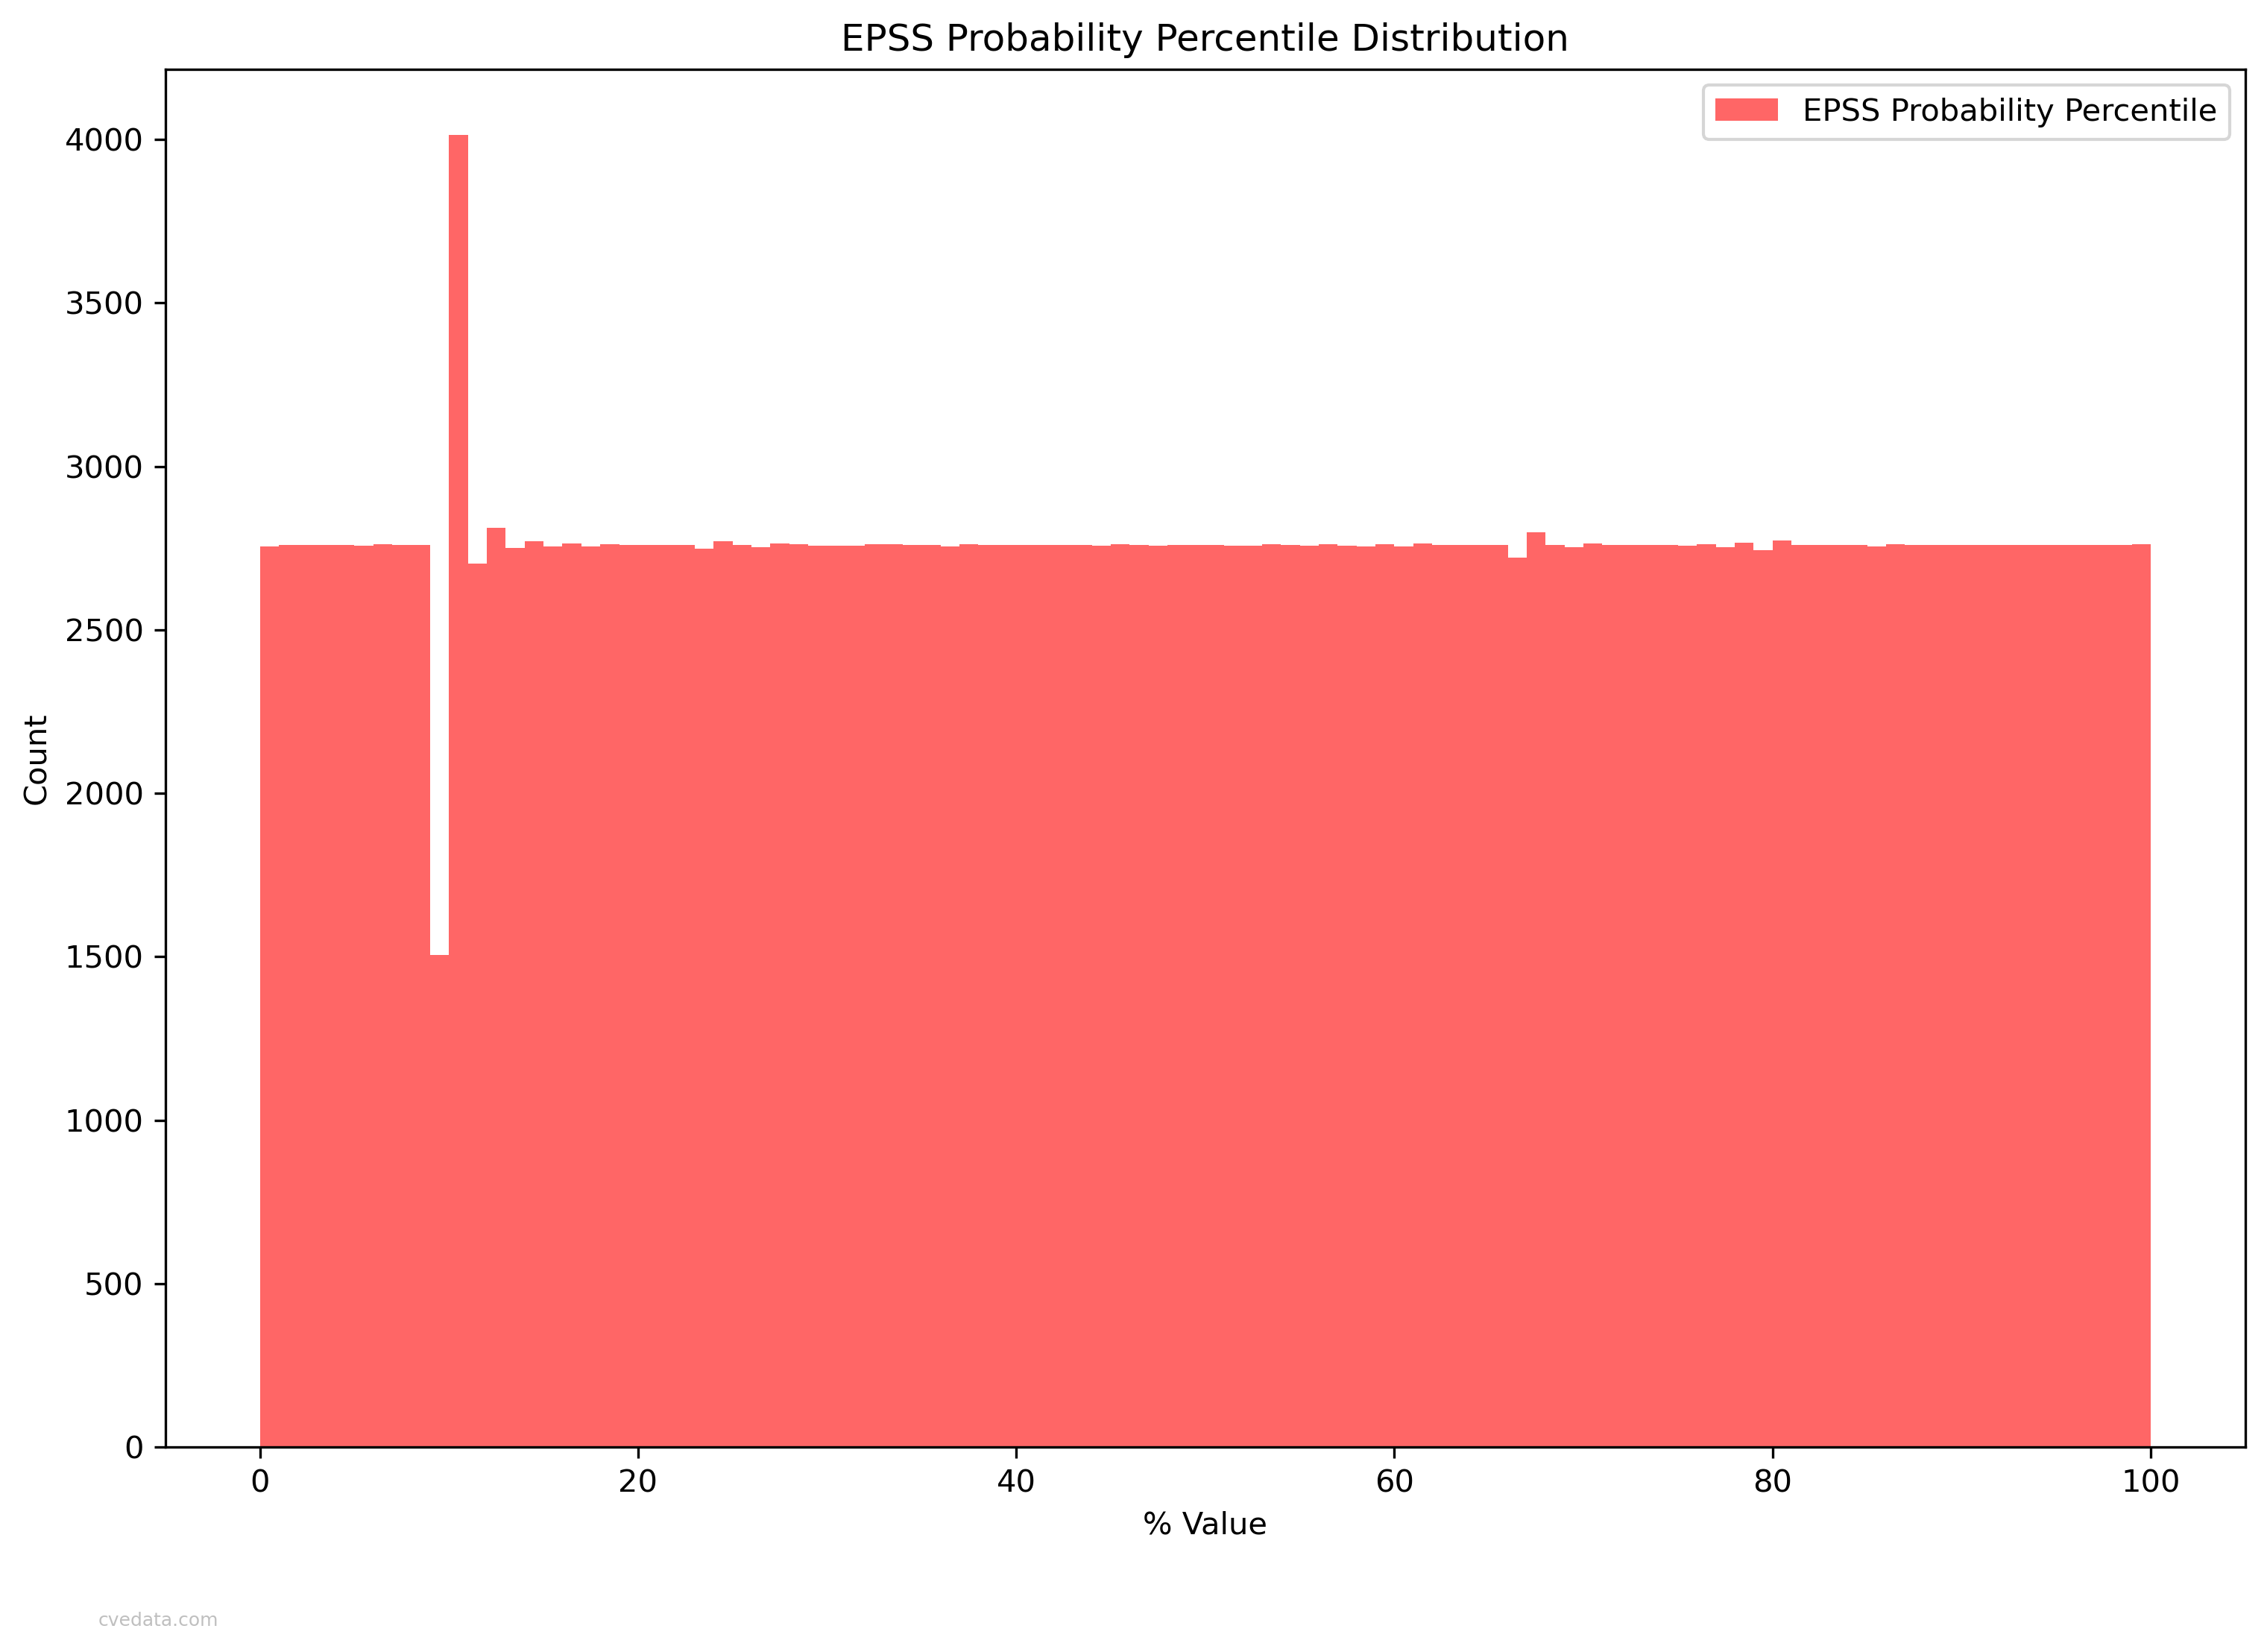 EPSS Probability Percentile Distribution
EPSS Probability Percentile
4000
3500
3000
2500
2000
1500
1000
500
0
Count
0 20 40 60 80 100
% Value
cvedata.com